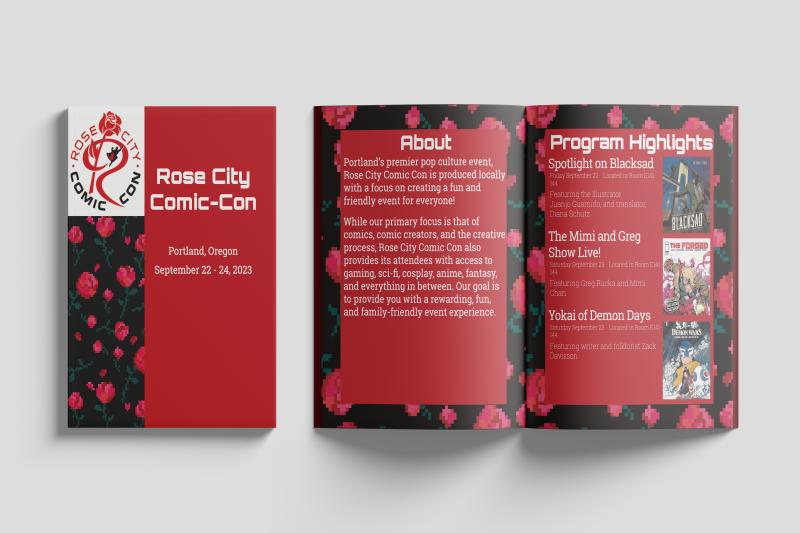 ROSE CITY
COMIC CON
Rose City
Comic-Con
Portland, Oregon
September 22 - 24, 2023
About
Portland's premier pop culture event,
Rose City Comic Con is produced locally
with a focus on creating a fun and
friendly event for everyone!
While our primary focus is that of
comics, comic creators, and the creative
process, Rose City Comic Con also
provides its attendees with access to
gaming, sci-fi, cosplay, anime, fantasy,
and everything in between. Our goal is
to provide you with a rewarding, fun,
and family-friendly event experience.
Program Highlights
Spotlight on Blacksad
Friday September 22 Located in Room E141-
144
Featuring the Illustrator,
Juanjo Guarnido, and translator,
Diana Schutz
BLACKSAD
The Mimi and Greg
Show Live!
Saturday September 23 Located in Room E141-
144
Featuring Greg Rucka and Mimi
Chan
THE FORGED
Yokai of Demon Days
Saturday September 23 Located in Room E141-
144
Featuring writer and folklorist Zack
Davisson
DEMON WARS